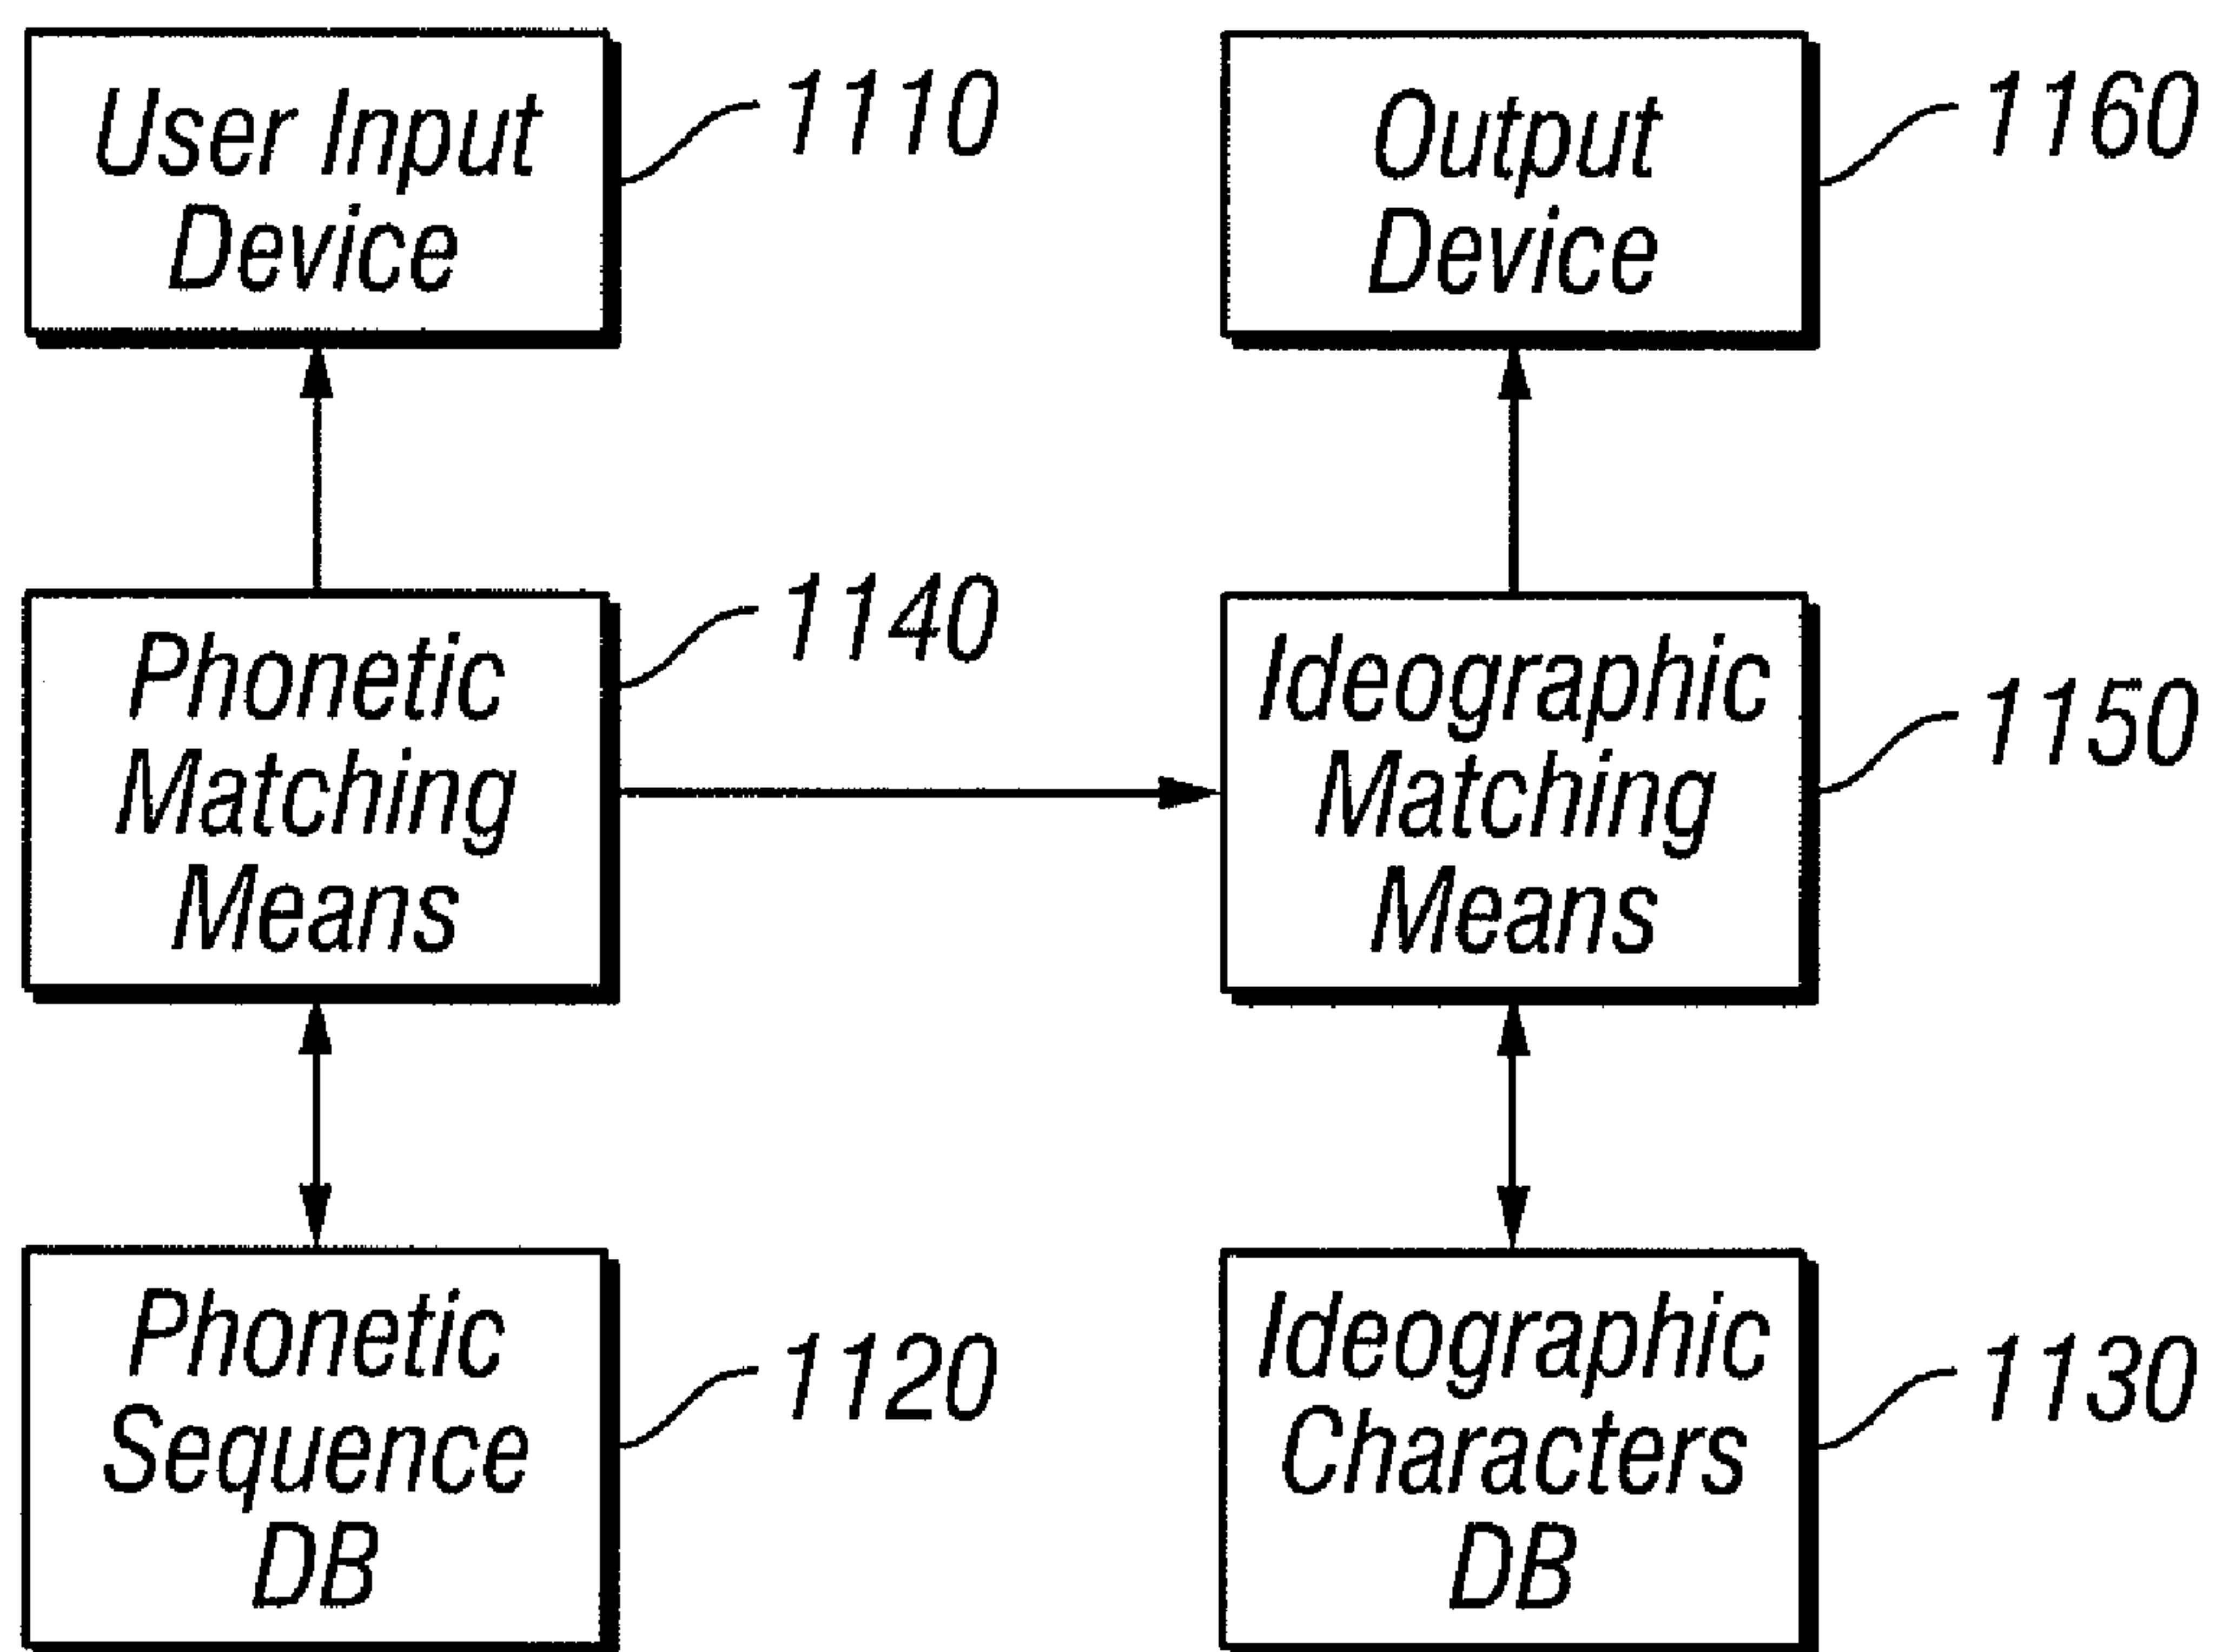 User Input
Device
1110
Output
Device
1160
Phonetic
Matching
Means
1140
Ideographic
Matching
Means
1150
Phonetic
Sequence
DB
1120
Ideographic
Characters
DB
1130